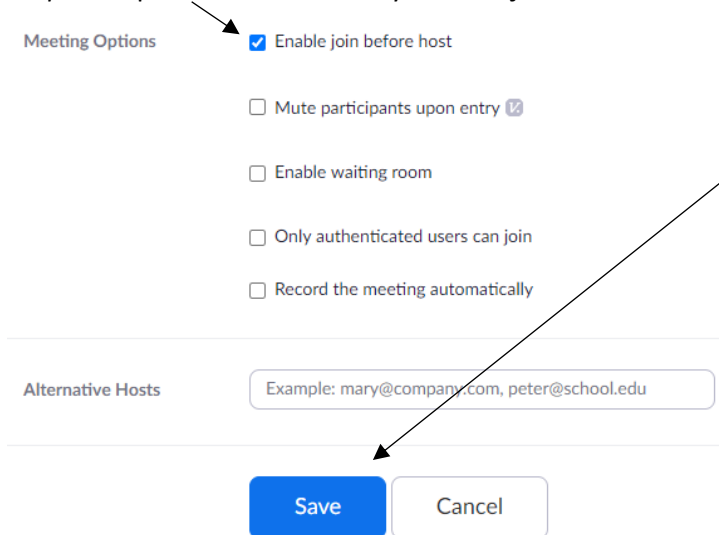 Meeting Options Enable join before host
Mute participants upon entry
Enable waiting room
Only authenticated users can join
Record the meeting automatically
Alternative Hosts Example: mary@company.com, peter@school.edu
Save Cancel